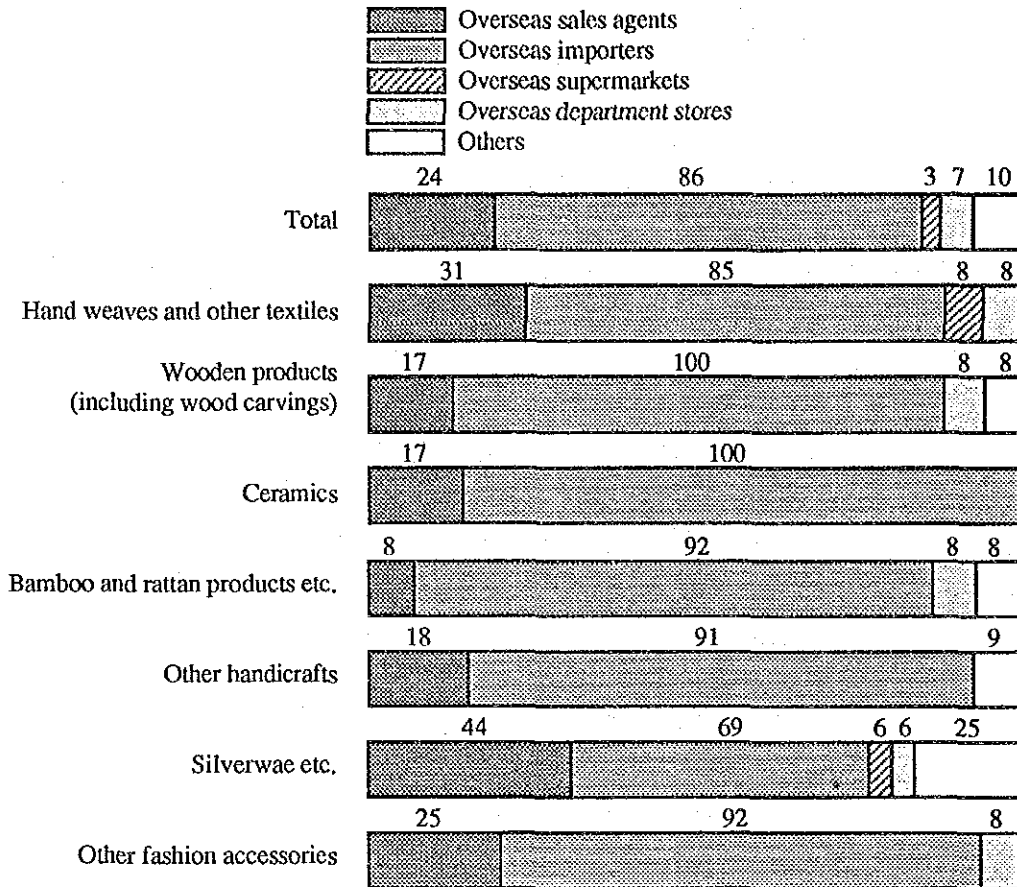 Overseas sales agents
Overseas importers
Overseas supermarkets
Overseas department stores
Others
24 86 3 7 10
Total
31 85 8 8
Hand weaves and other textiles
17 100 8 8
Wooden products
(including wood carvings)
17 100
Ceramics
8 92 8 8
Bamboo and rattan products etc.
18 91 9
Other handicrafts
44 69 6 6 25
Silverwae etc.
25 92 8
Other fashion accessories